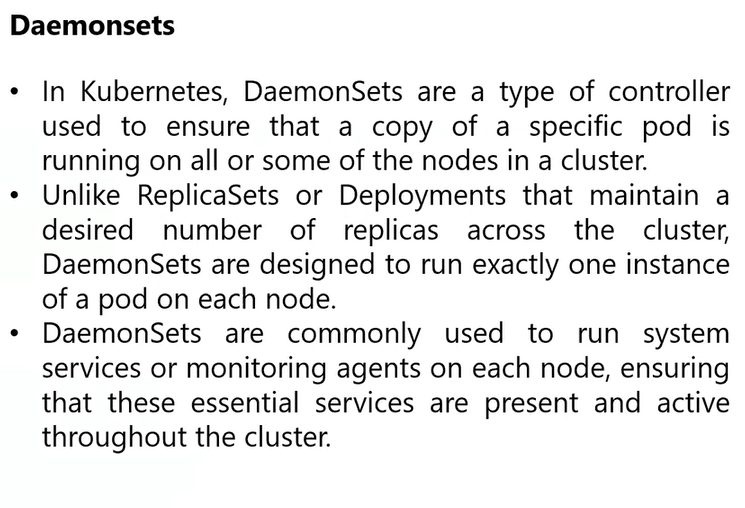 Daemonsets
• In Kubernetes, DaemonSets are a type of controller
used to ensure that a copy of a specific pod is
running on all or some of the nodes in a cluster.
• Unlike ReplicaSets or Deployments that maintain a
desired number of replicas across the cluster,
DaemonSets are designed to run exactly one instance
of a pod on each node.
• DaemonSets are commonly used to run system
services or monitoring agents on each node, ensuring
that these essential services are present and active
throughout the cluster.